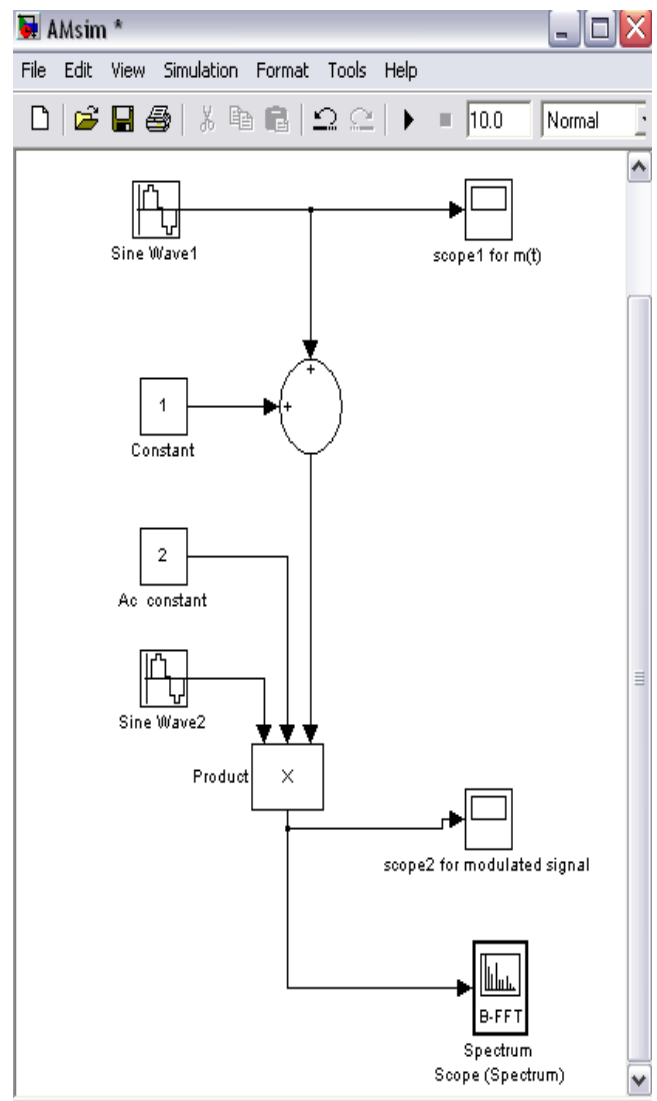 AMsim *
File Edit View Simulation Format Tools Help
10.0 Normal
Sine Wave1
scope1 for m(t)
+
1
+
Constant
2
Ac constant
Sine Wave2
Product
X
scope2 for modulated signal
B-FFT
Spectrum
Scope (Spectrum)